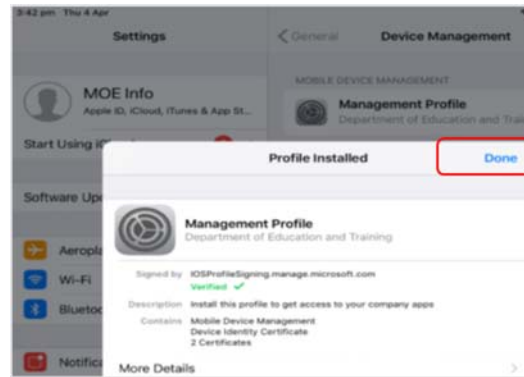 3:42 pm Thu 4 Apr
Settings
General
Device Management
MOE Info
Apple ID, iCloud, iTunes & App St...
MOBILE DEVICE MANAGEMENT
Management Profile
Department of Education and Trai
Start Using
Profile Installed
Done
Software Up
Management Profile
Department of Education and Training
Signed by IOSProfileSigning.manage.microsoft.com
Verified
Description Install this profile to get access to your company apps
Contains Mobile Device Management
Device Identity Certificate
2 Certificates
More Details
Aeropl
Wi-Fi
Bluetoo
Notifica